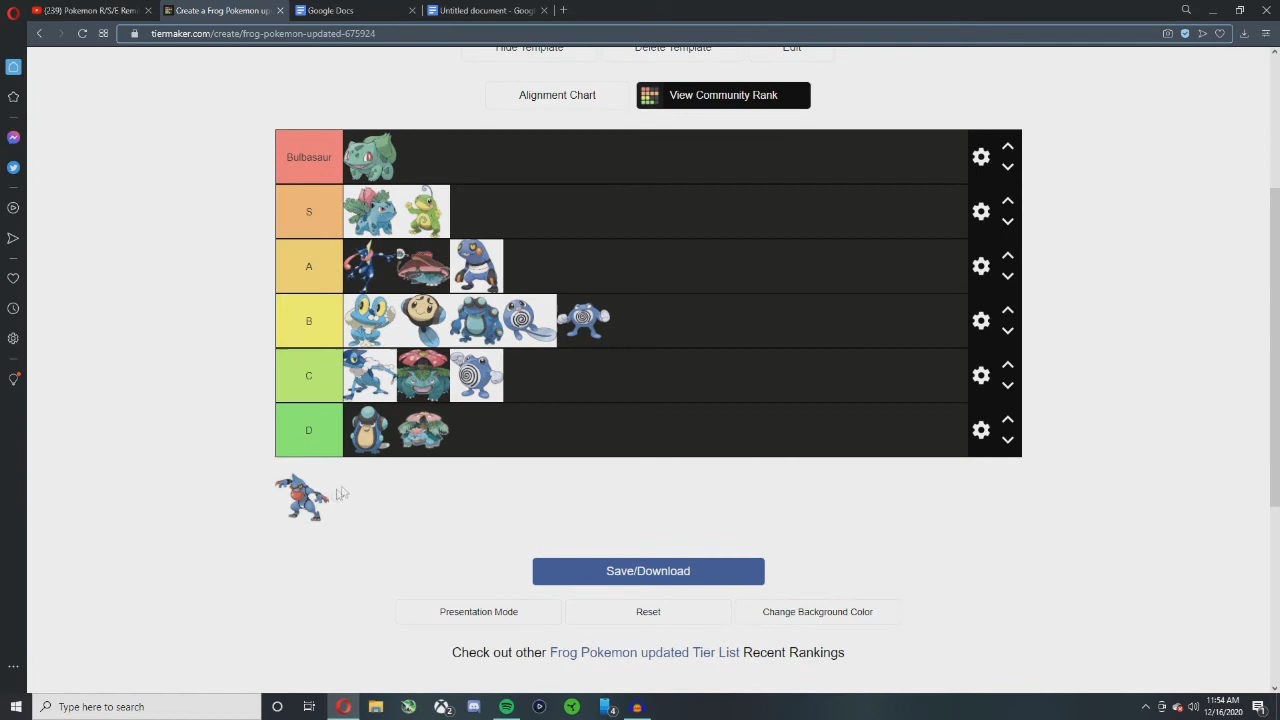 (239) Pokemon R/S/E Rem
Create a Frog Pokemon up
Google Docs
Untitled document - Goog
tiermaker.com/create/frog-pokemon-updated-675924
Hide Template
Delete Template
Edit
Alignment Chart
View Community Rank
Bulbasaur
S
A
B
C
D
Save/Download
Presentation Mode
Reset
Change Background Color
Check out other Frog Pokemon updated Tier List Recent Rankings
Type here to search
2
4
11:54 AM
12/16/2020
1